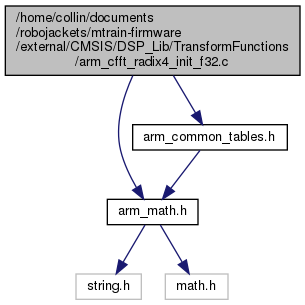 /home/collin/documents
/robojackets/mtrain-firmware
/external/CMSIS/DSP_Lib/TransformFunctions
/arm_cfft_radix4_init_f32.c
arm_common_tables.h
arm_math.h
string.h
math.h